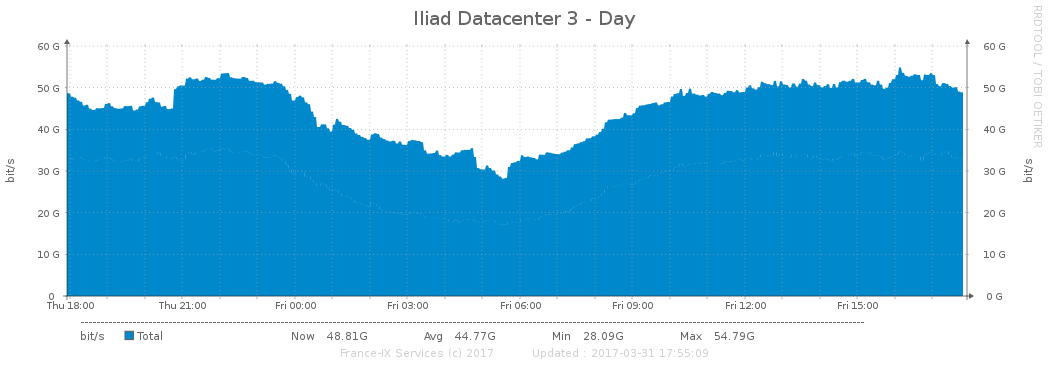 Iliad Datacenter 3 - Day
RRDTOOL / TOBI OETIKER
bit/s
60 G
50 G
40 G
30 G
20 G
10 G
0
60 G
50 G
40 G
30 G
20 G
10 G
0 G
bit/s
Thu 18:00 Thu 21:00 Fri 00:00 Fri 03:00 Fri 06:00 Fri 09:00 Fri 12:00 Fri 15:00
bit/s Total Now 48.81G Avg 44.77G Min 28.09G Max 54.79G
France-IX Services (c) 2017 Updated : 2017-03-31 17:55:09